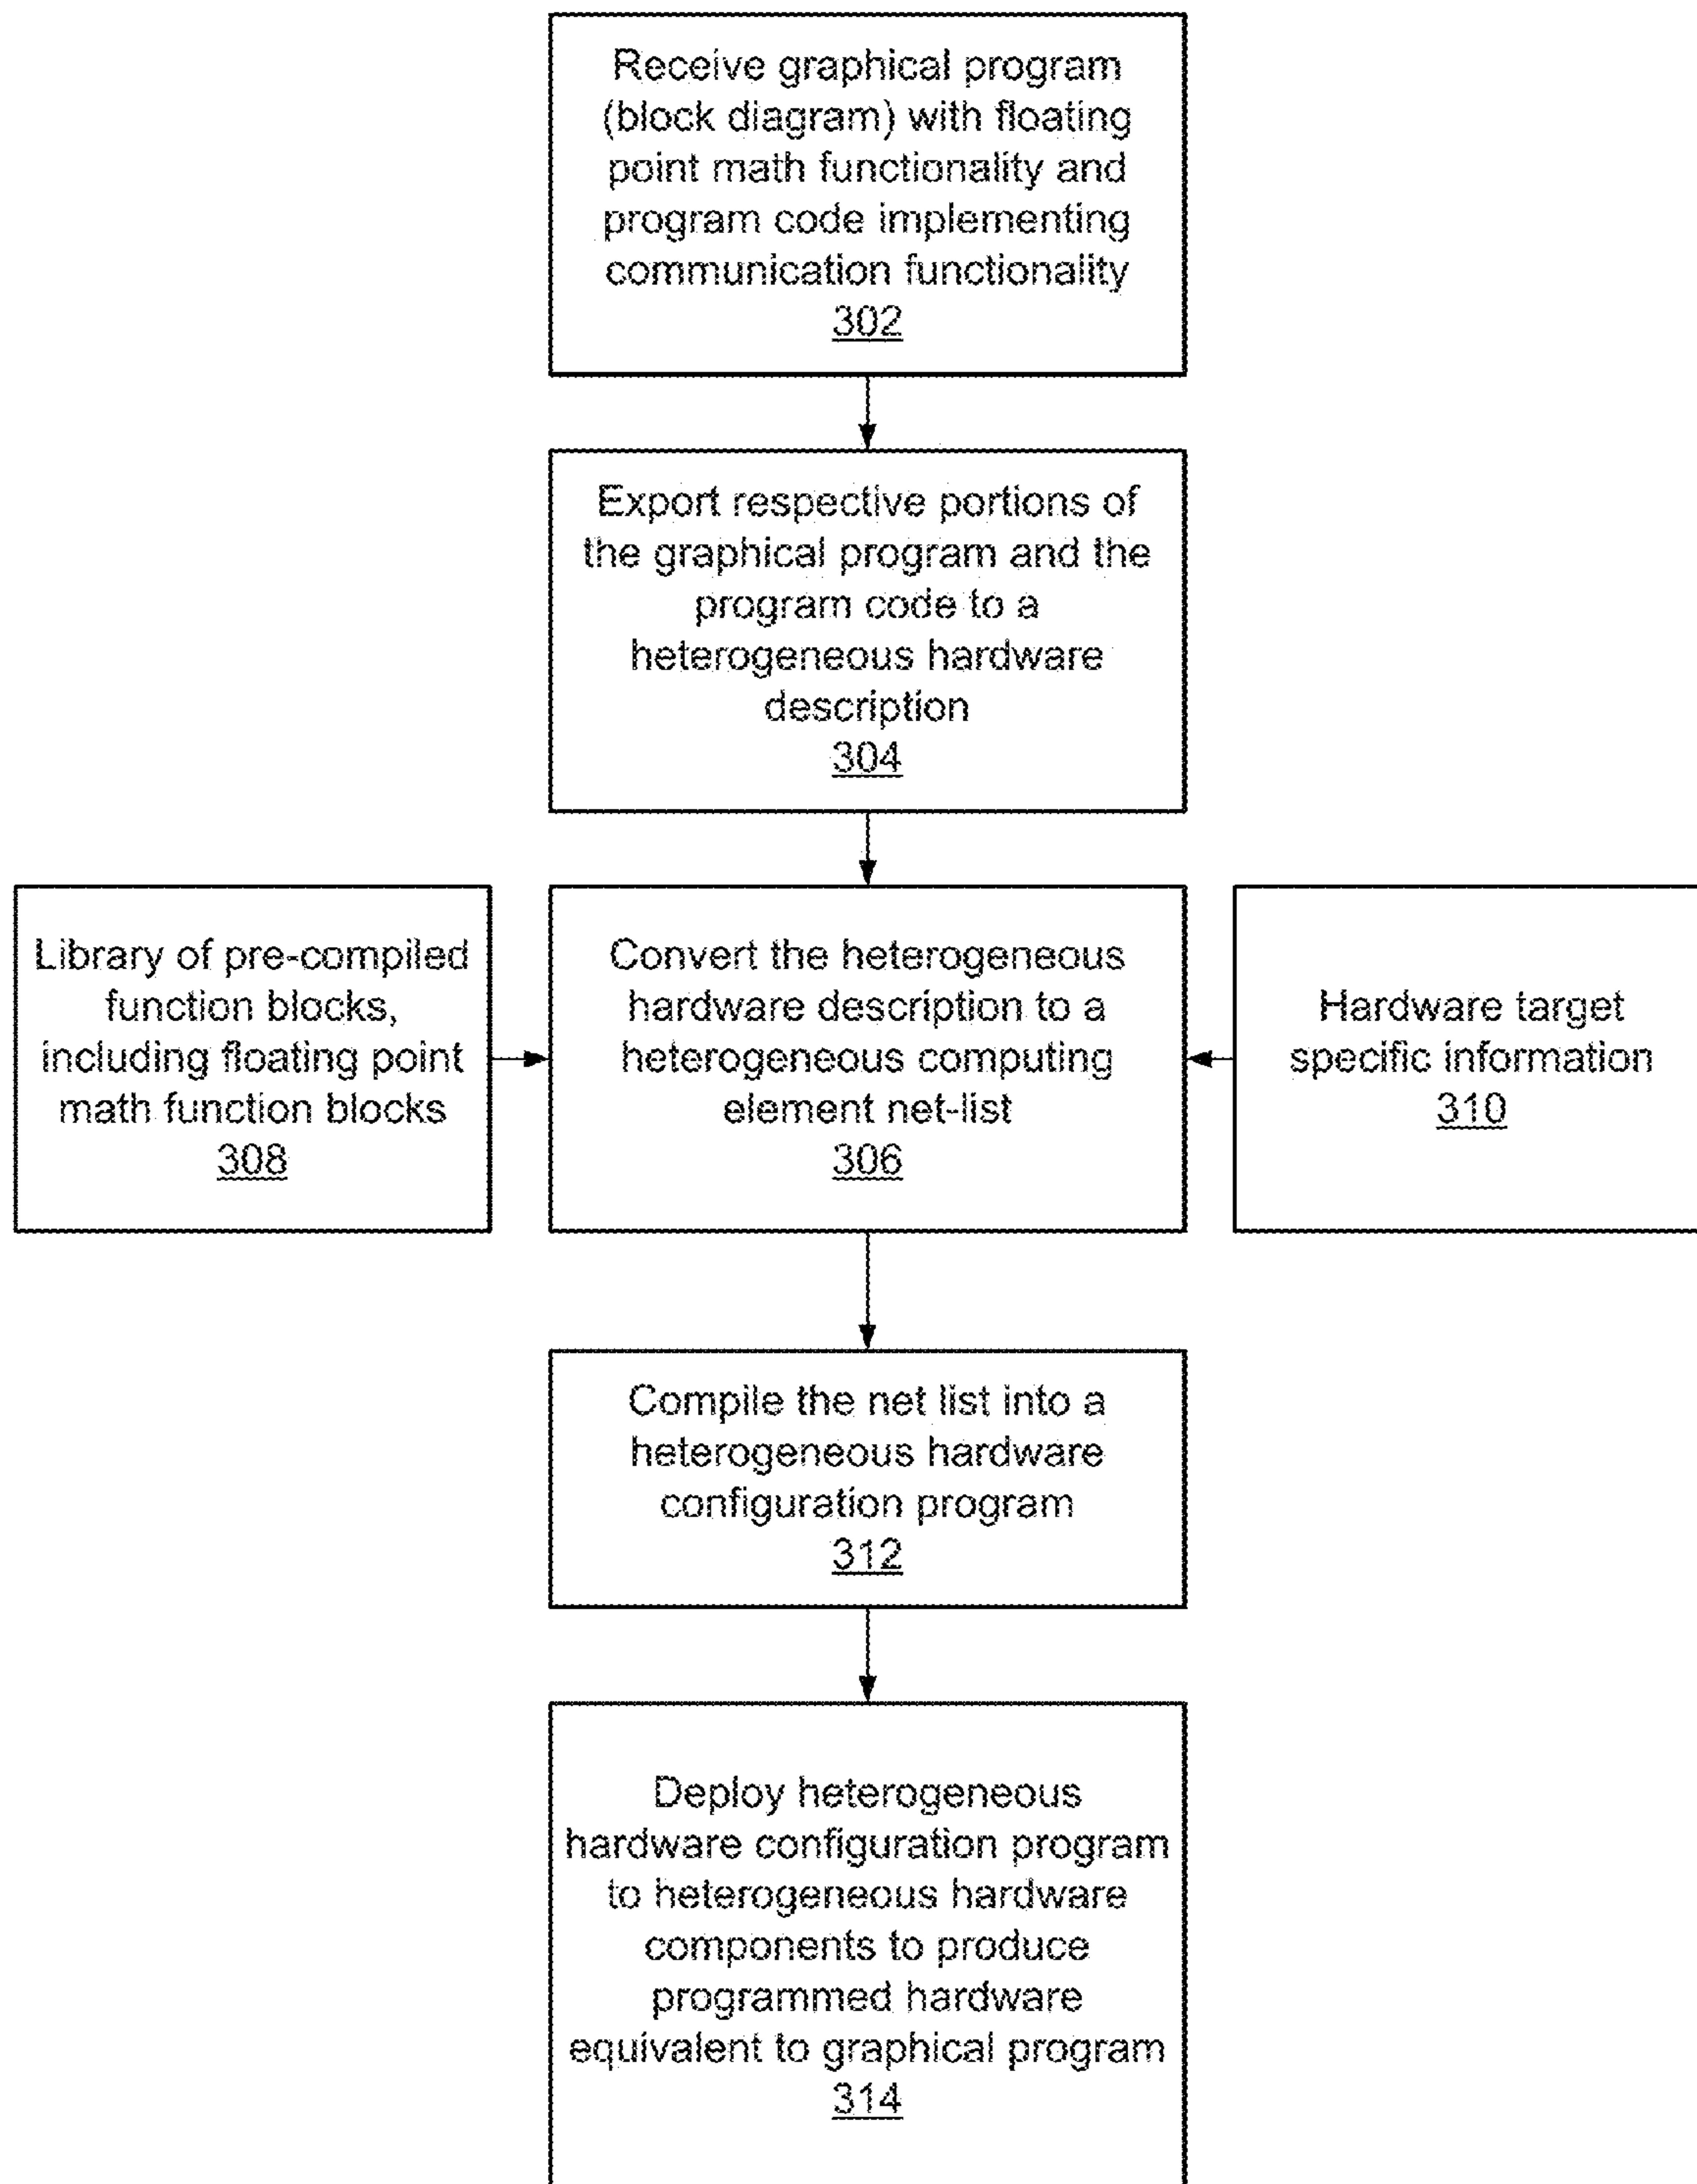 Receive graphical program
(block diagram) with floating
point math functionality and
program code implementing
communication functionality
302
Export respective portions of
the graphical program and the
program code to a
heterogeneous hardware
description
304
Library of pre-compiled
function blocks,
including floating point
math function blocks
308
Convert the heterogeneous
hardware description to a
heterogeneous computing
element net-list
306
Hardware target
specific information
310
Compile the net list into a
heterogeneous hardware
configuration program
312
Deploy heterogeneous
hardware configuration program
to heterogeneous hardware
components to produce
programmed hardware
equivalent to graphical program
314